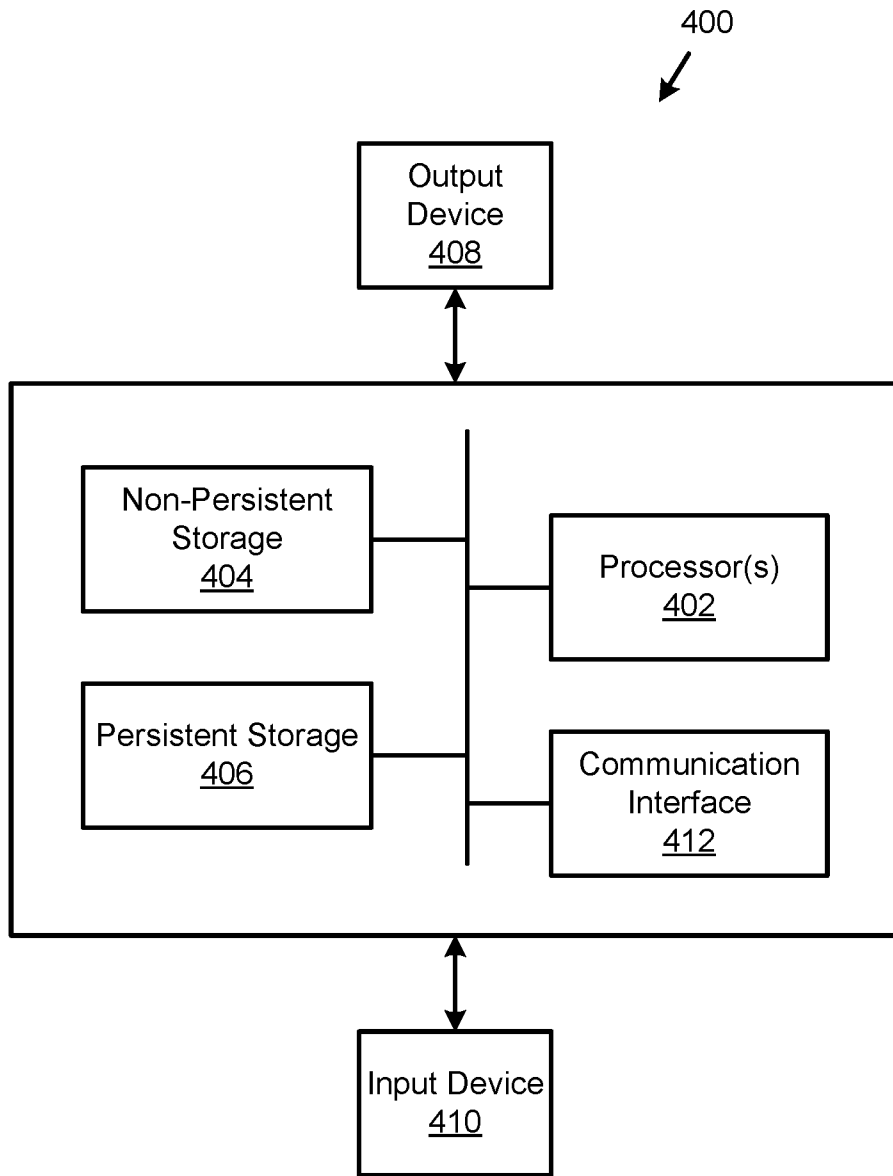 400
Output
Device
408
Non-Persistent
Storage
404
Processor(s)
402
Persistent Storage
406
Communication
Interface
412
Input Device
410